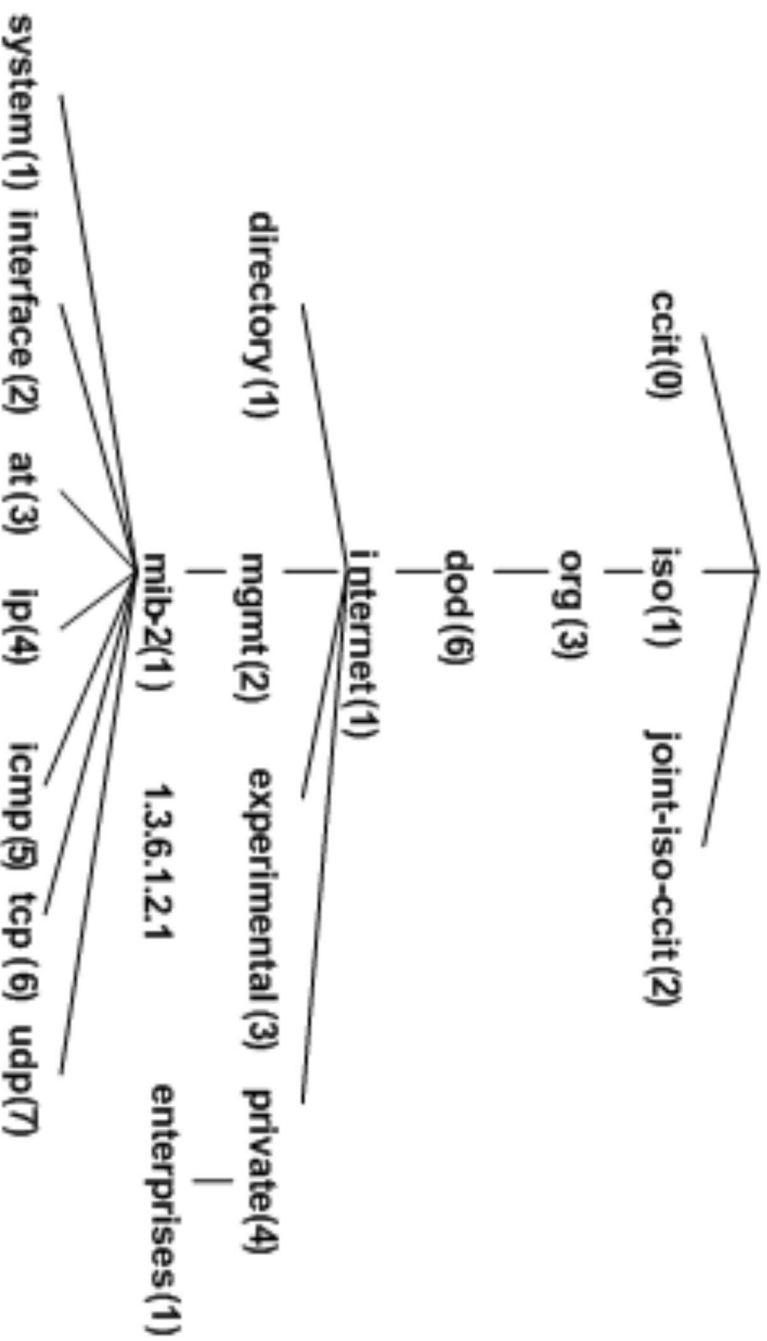 ccit(0) iso(1) joint-iso-ccit(2)
org(3)
dod(6)
internet(1)
directory(1) mgmt(2) experimental(3) private(4)
mib-2(1) 1.3.6.1.2.1 enterprises(1)
system(1) interface(2) at(3) ip(4) icmp(5) tcp(6) udp(7)